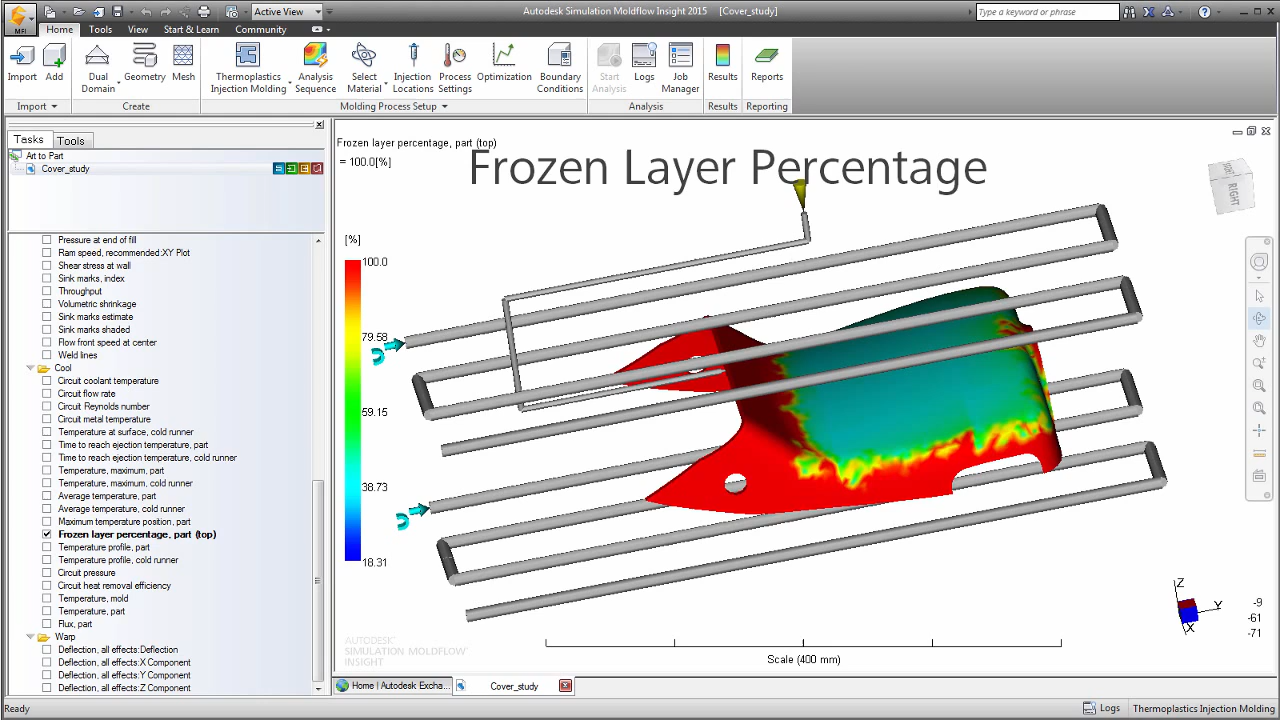 Active View
Autodesk Simulation Moldflow Insight 2015 [Cover_study]
Type a keyword or phrase
MFI
Home
Tools
View
Start & Learn
Community
Import
Add
Dual Domain
Geometry
Mesh
Thermoplastics Injection Molding
Analysis Sequence
Select Material
Injection Locations
Process Settings
Optimization
Boundary Conditions
Start Analysis
Logs
Job Manager
Results
Reports
Import
Create
Molding Process Setup
Analysis
Results
Reporting
Tasks
Tools
Art to Part
Cover_study
Pressure at end of fill
Ram speed, recommended:XY Plot
Shear stress at wall
Sink marks, index
Throughput
Volumetric shrinkage
Sink marks estimate
Sink marks shaded
Flow front speed at center
Weld lines
Cool
Circuit coolant temperature
Circuit flow rate
Circuit Reynolds number
Circuit metal temperature
Temperature at surface, cold runner
Time to reach ejection temperature, part
Time to reach ejection temperature, cold runner
Temperature, maximum, part
Temperature, maximum, cold runner
Average temperature, part
Average temperature, cold runner
Maximum temperature position, part
Frozen layer percentage, part (top)
Temperature profile, part
Temperature profile, cold runner
Circuit pressure
Circuit heat removal efficiency
Temperature, mold
Temperature, part
Flux, part
Warp
Deflection, all effects:Deflection
Deflection, all effects:X Component
Deflection, all effects:Y Component
Deflection, all effects:Z Component
Frozen layer percentage, part (top)
= 100.0[%]
Frozen Layer Percentage
RIGHT
[%]
100.0
79.58
59.15
38.73
18.31
Z
Y
X
-9
-61
-71
AUTODESK®
SIMULATION MOLDFLOW®
INSIGHT
Scale (400 mm)
Home | Autodesk Excha...
Cover_study
Ready
Logs
Thermoplastics Injection Molding